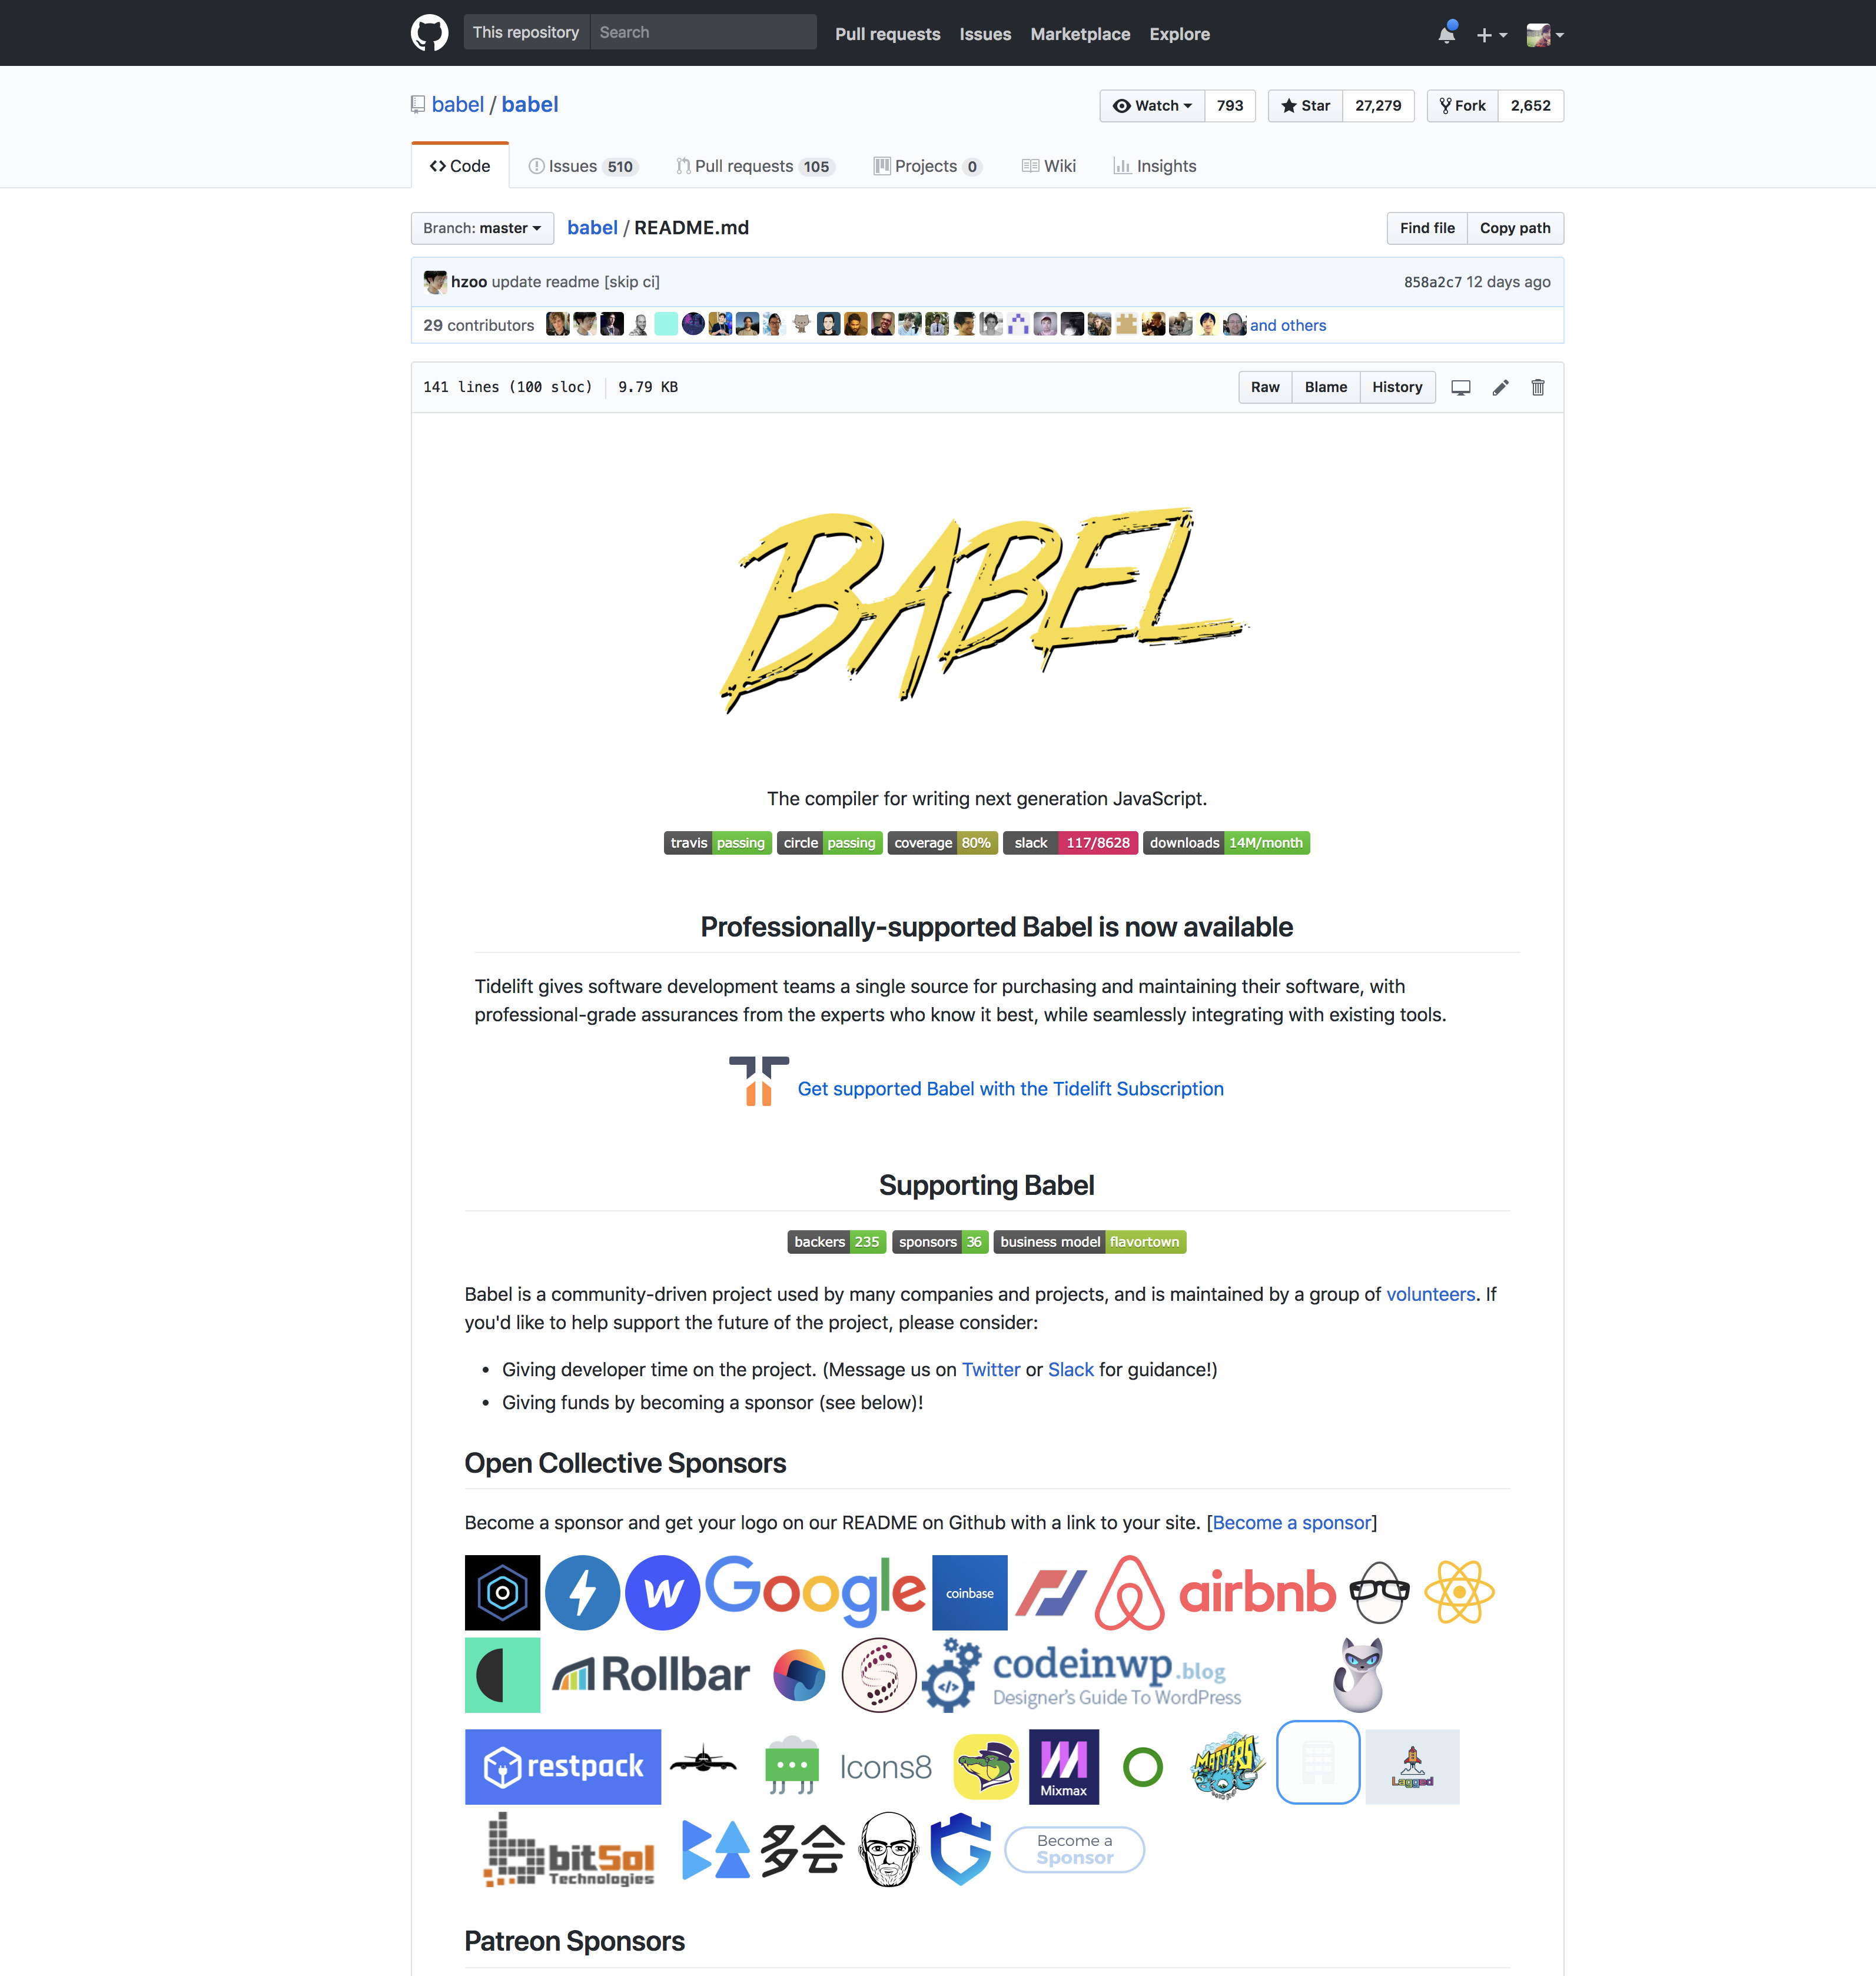 This repository Search Pull requests Issues Marketplace Explore
babel / babel
Watch 793 Star 27,279 Fork 2,652
Code Issues 510 Pull requests 105 Projects 0 Wiki Insights
Branch: master babel / README.md Find file Copy path
hzoo update readme [skip ci] 858a2c7 12 days ago
29 contributors and others
141 lines (100 sloc) 9.79 KB Raw Blame History
BABEL
The compiler for writing next generation JavaScript.
travis passing circle passing coverage 80% slack 117/8628 downloads 14M/month
Professionally-supported Babel is now available
Tidelift gives software development teams a single source for purchasing and maintaining their software, with
professional-grade assurances from the experts who know it best, while seamlessly integrating with existing tools.
Get supported Babel with the Tidelift Subscription
Supporting Babel
backers 235 sponsors 36 business model flavortown
Babel is a community-driven project used by many companies and projects, and is maintained by a group of volunteers. If
you'd like to help support the future of the project, please consider:
• Giving developer time on the project. (Message us on Twitter or Slack for guidance!)
• Giving funds by becoming a sponsor (see below)!
Open Collective Sponsors
Become a sponsor and get your logo on our README on Github with a link to your site. [Become a sponsor]
w Google coinbase airbnb
Rollbar codeinwp.blog
Designer's Guide To WordPress
restpack Icons8 Mixmax MATTERS Lagged
bitSol
Technologies
多会
Become a
Sponsor
Patreon Sponsors